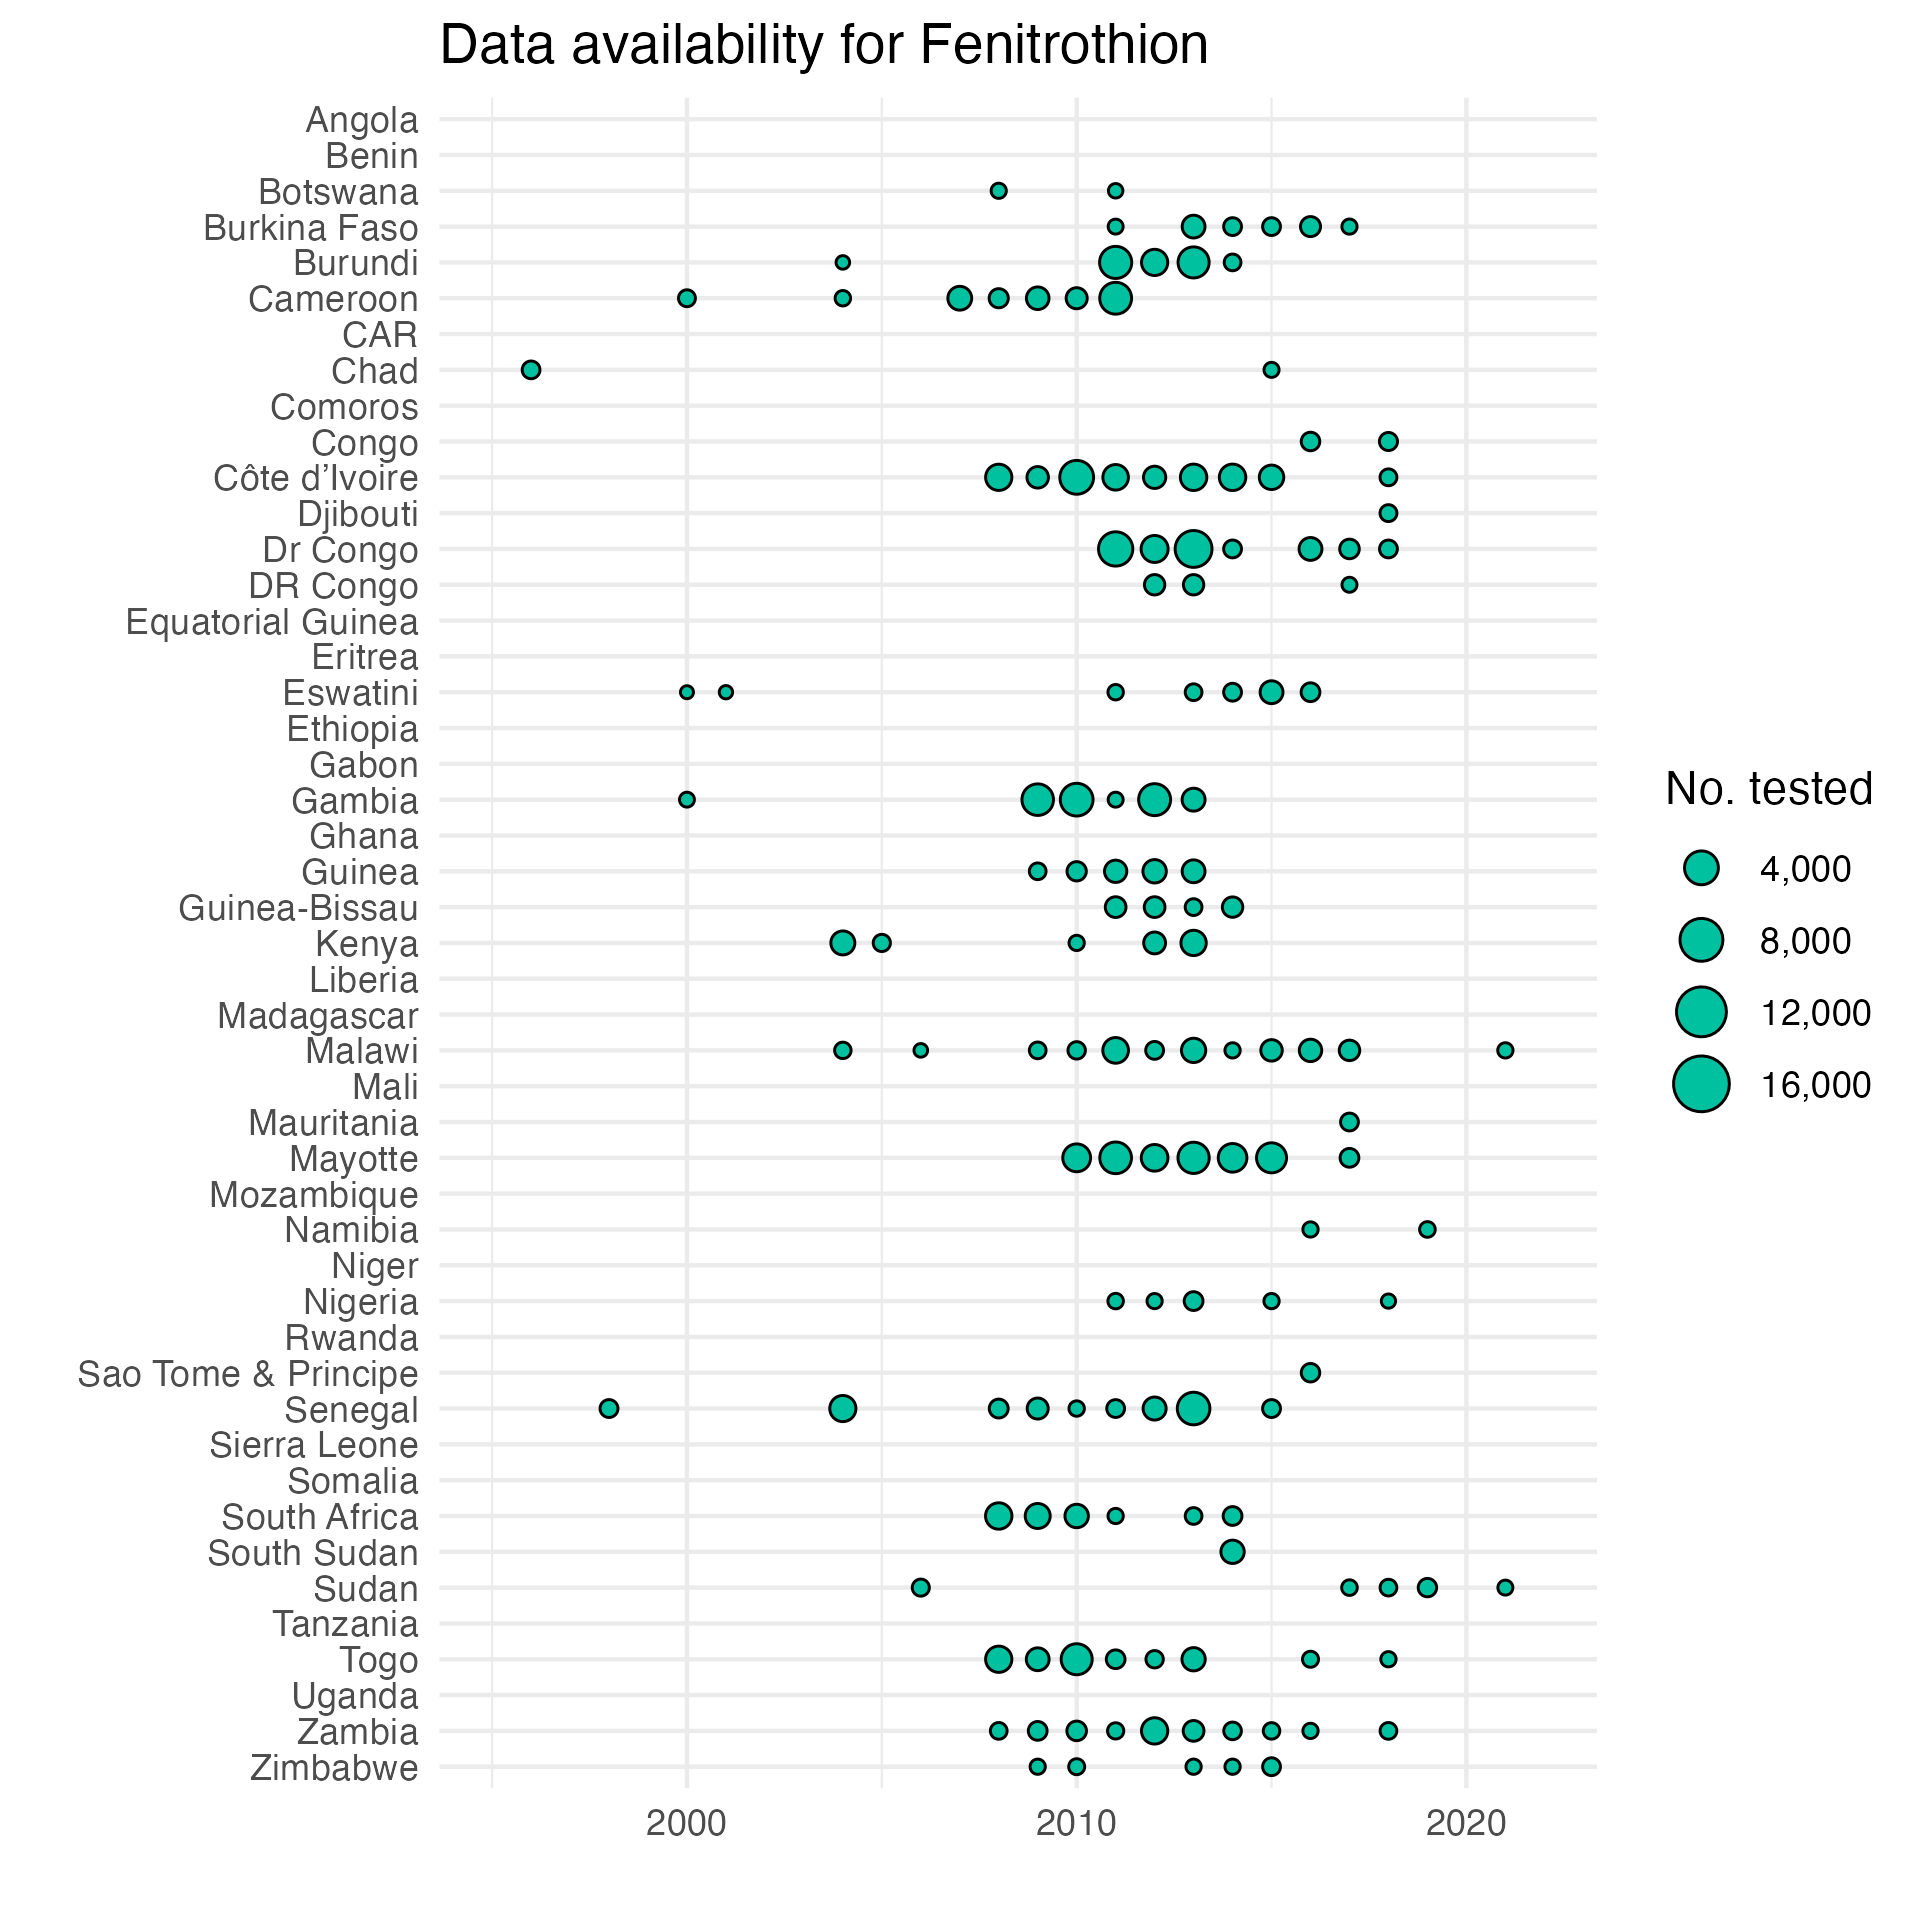 Data availability for Fenitrothion
Angola
Benin
Botswana
Burkina Faso
Burundi
Cameroon
CAR
Chad
Comoros
Congo
Côte d’Ivoire
Djibouti
Dr Congo
DR Congo
Equatorial Guinea
Eritrea
Eswatini
Ethiopia
Gabon
Gambia
Ghana
Guinea
Guinea-Bissau
Kenya
Liberia
Madagascar
Malawi
Mali
Mauritania
Mayotte
Mozambique
Namibia
Niger
Nigeria
Rwanda
Sao Tome & Principe
Senegal
Sierra Leone
Somalia
South Africa
South Sudan
Sudan
Tanzania
Togo
Uganda
Zambia
Zimbabwe
2000 2010 2020
No. tested
4,000
8,000
12,000
16,000